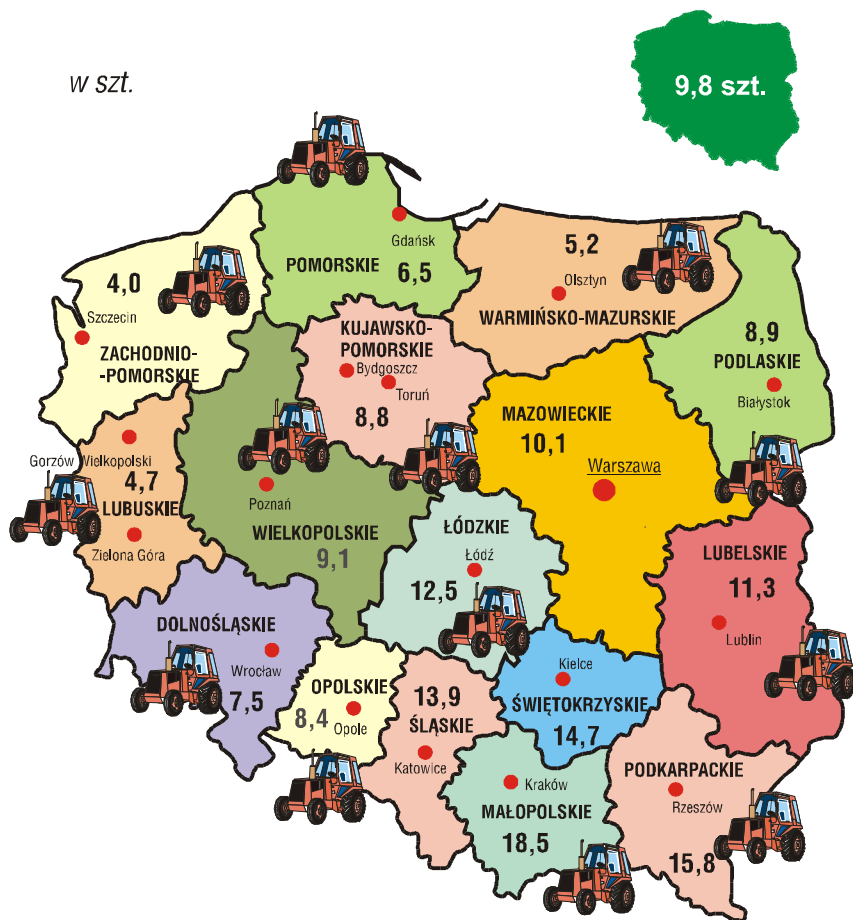 w szt.
9,8 szt.
Gdańsk
POMORSKIE 6,5
5,2
Olsztyn
WARMIŃSKO-MAZURSKIE
4,0
Szczecin
ZACHODNIO-
-POMORSKIE
KUJAWSKO-
POMORSKIE
Bydgoszcz
Toruń
8,8
8,9
PODLASKIE
Białystok
MAZOWIECKIE
10,1
Warszawa
Gorzów Wielkopolski
4,7
LUBUSKIE
Zielona Góra
Poznań
WIELKOPOLSKIE
9,1
ŁÓDZKIE
Łódź
12,5
LUBELSKIE
11,3
Lublin
DOLNOŚLĄSKIE
Wrocław
7,5
OPOLSKIE
8,4
Opole
13,9
ŚLĄSKIE
Katowice
Kielce
ŚWIĘTOKRZYSKIE
14,7
Kraków
MAŁOPOLSKIE
18,5
PODKARPACKIE
Rzeszów
15,8